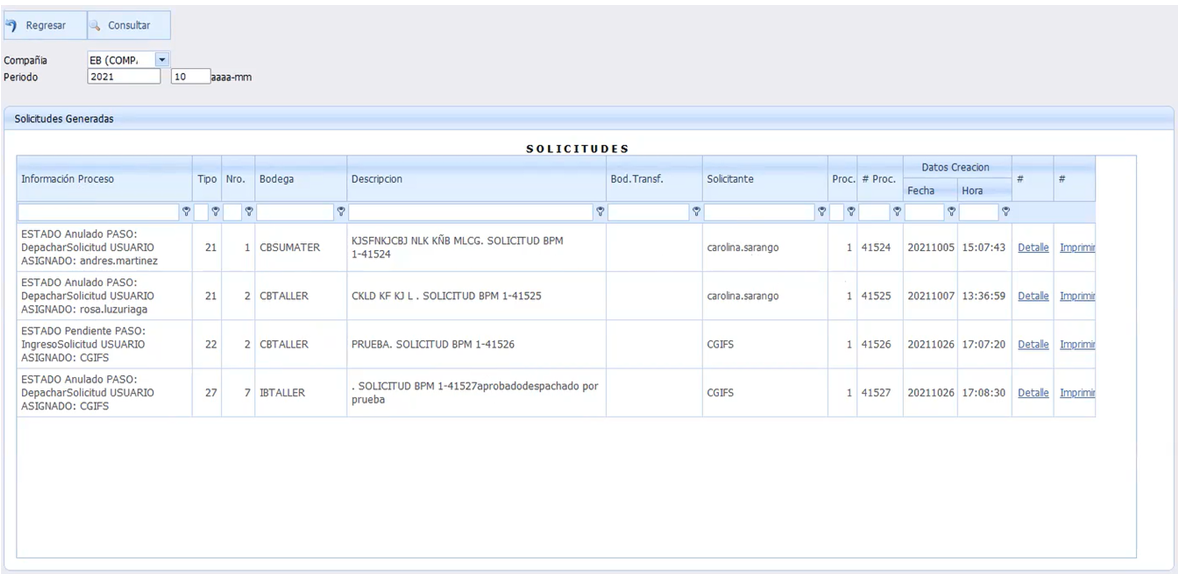 Regresar Consultar
Compañia EB (COMP.
Periodo 2021 10 aaaa-mm
Solicitudes Generadas
SOLICITUDES
Información Proceso Tipo Nro. Bodega Descripcion Bod.Transf. Solicitante Proc. # Proc. Datos Creacion # #
Fecha Hora
ESTADO Anulado PASO:
DepacharSolicitud USUARIO
ASIGNADO: andres.martinez
21 1 CBSUMATER
KJSFNKJCBJ NLK KÑB MLCG. SOLICITUD BPM
1-41524
carolina.sarango 1 41524 20211005 15:07:43 Detalle Imprimir
ESTADO Anulado PASO:
DepacharSolicitud USUARIO
ASIGNADO: rosa.luzuriaga
21 2 CBTALLER CKLD KF KJ L . SOLICITUD BPM 1-41525 carolina.sarango 1 41525 20211007 13:36:59 Detalle Imprimir
ESTADO Pendiente PASO:
IngresoSolicitud USUARIO
ASIGNADO: CGIFS
22 2 CBTALLER PRUEBA. SOLICITUD BPM 1-41526 CGIFS 1 41526 20211026 17:07:20 Detalle Imprimir
ESTADO Anulado PASO:
DepacharSolicitud USUARIO
ASIGNADO: CGIFS
27 7 IBTALLER
. SOLICITUD BPM 1-41527aprobadodespachado por
prueba
CGIFS 1 41527 20211026 17:08:30 Detalle Imprimir